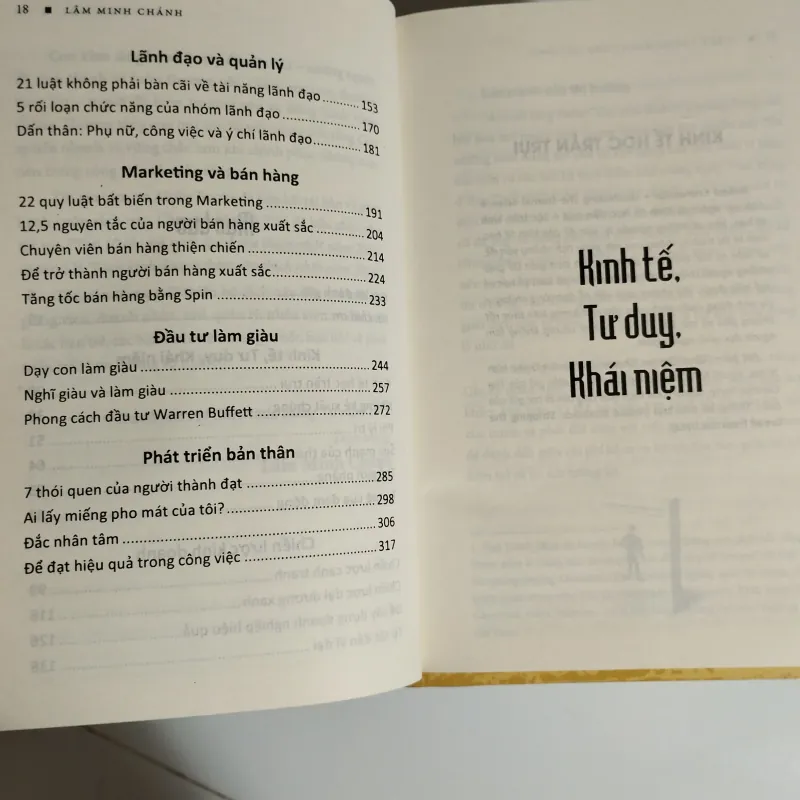 18 ■ LÂM MINH CHÁNH
Lãnh đạo và quản lý
21 luật không phải bàn cãi về tài năng lãnh đạo.......... 153
5 rối loạn chức năng của nhóm lãnh đạo..................... 170
Dấn thân: Phụ nữ, công việc và ý chí lãnh đạo............. 181
Marketing và bán hàng
22 quy luật bất biến trong Marketing ......................... 191
12,5 nguyên tắc của người bán hàng xuất sắc ............ 204
Chuyên viên bán hàng thiện chiến ............................. 214
Để trở thành người bán hàng xuất sắc........................ 224
Tăng tốc bán hàng bằng Spin ..................................... 233
Đầu tư làm giàu
Dạy con làm giàu ........................................................ 244
Nghĩ giàu và làm giàu ................................................. 257
Phong cách đầu tư Warren Buffett ............................. 272
Phát triển bản thân
7 thói quen của người thành đạt ................................ 285
Ai lấy miếng pho mát của tôi? .................................... 298
Đắc nhân tâm ............................................................. 306
Để đạt hiệu quả trong công việc ................................. 317
Kinh tế,
Tư duy,
Khái niệm